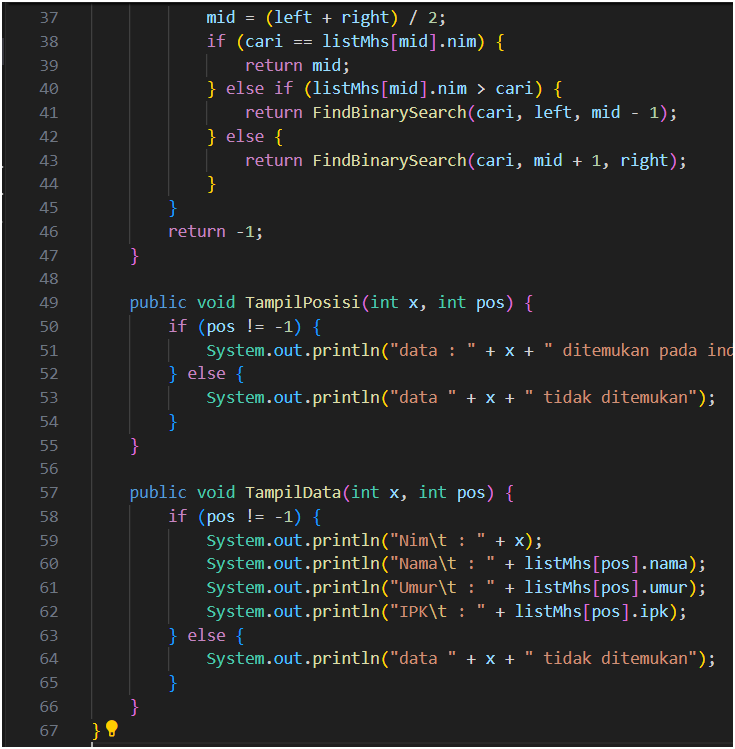 37 mid = (left + right) / 2;
38 if (cari == listMhs[mid].nim) {
39 return mid;
40 } else if (listMhs[mid].nim > cari) {
41 return FindBinarySearch(cari, left, mid - 1);
42 } else {
43 return FindBinarySearch(cari, mid + 1, right);
44 }
45 }
46 return -1;
47 }
48
49 public void TampilPosisi(int x, int pos) {
50 if (pos != -1) {
51 System.out.println("data : " + x + " ditemukan pada ind
52 } else {
53 System.out.println("data " + x + " tidak ditemukan");
54 }
55 }
56
57 public void TampilData(int x, int pos) {
58 if (pos != -1) {
59 System.out.println("Nim\t : " + x);
60 System.out.println("Nama\t : " + listMhs[pos].nama);
61 System.out.println("Umur\t : " + listMhs[pos].umur);
62 System.out.println("IPK\t : " + listMhs[pos].ipk);
63 } else {
64 System.out.println("data " + x + " tidak ditemukan");
65 }
66 }
67 }